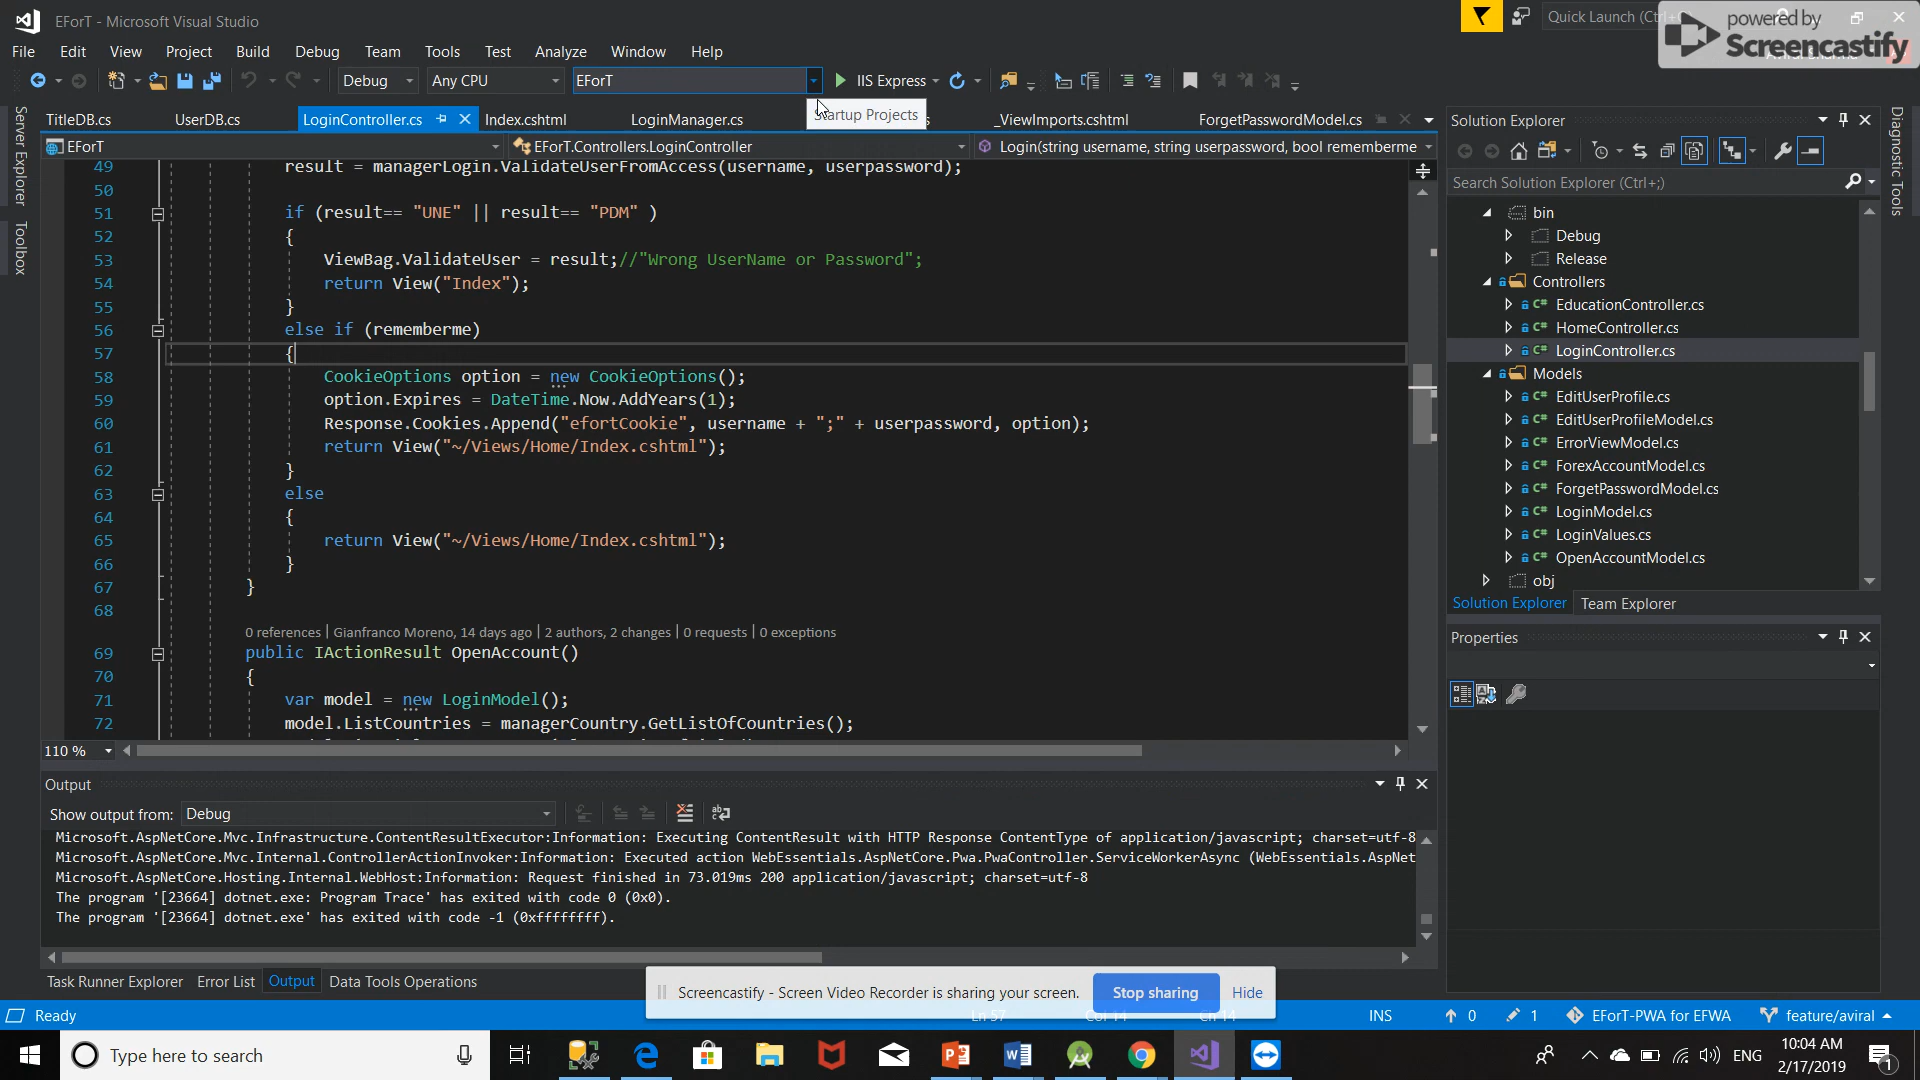 EForT - Microsoft Visual Studio
powered by
Screencastify
File Edit View Project Build Debug Team Tools Test Analyze Window Help
Debug Any CPU EForT IIS Express
Startup Projects
TitleDB.cs UserDB.cs LoginController.cs Index.cshtml LoginManager.cs _ViewImports.cshtml ForgetPasswordModel.cs
EForT EForT.Controllers.LoginController Login(string username, string userpassword, bool rememberme
49 result = managerLogin.ValidateUserFromAccess(username, userpassword);
50
51 if (result== "UNE" || result== "PDM" )
52 {
53 ViewBag.ValidateUser = result;//"Wrong UserName or Password";
54 return View("Index");
55 }
56 else if (rememberme)
57 {
58 CookieOptions option = new CookieOptions();
59 option.Expires = DateTime.Now.AddYears(1);
60 Response.Cookies.Append("efortCookie", username + ";" + userpassword, option);
61 return View("~/Views/Home/Index.cshtml");
62 }
63 else
64 {
65 return View("~/Views/Home/Index.cshtml");
66 }
67 }
68
0 references | Gianfranco Moreno, 14 days ago | 2 authors, 2 changes | 0 requests | 0 exceptions
69 public IActionResult OpenAccount()
70 {
71 var model = new LoginModel();
72 model.ListCountries = managerCountry.GetListOfCountries();
110 %
Server Explorer
Toolbox
Output
Show output from: Debug
Microsoft.AspNetCore.Mvc.Infrastructure.ContentResultExecutor:Information: Executing ContentResult with HTTP Response ContentType of application/javascript; charset=utf-8
Microsoft.AspNetCore.Mvc.Internal.ControllerActionInvoker:Information: Executed action WebEssentials.AspNetCore.Pwa.PwaController.ServiceWorkerAsync (WebEssentials.AspNet
Microsoft.AspNetCore.Hosting.Internal.WebHost:Information: Request finished in 73.019ms 200 application/javascript; charset=utf-8
The program '[23664] dotnet.exe: Program Trace' has exited with code 0 (0x0).
The program '[23664] dotnet.exe' has exited with code -1 (0xffffffff).
Task Runner Explorer Error List Output Data Tools Operations
Quick Launch
Solution Explorer
Search Solution Explorer (Ctrl+;)
bin
Debug
Release
Controllers
C# EducationController.cs
C# HomeController.cs
C# LoginController.cs
Models
C# EditUserProfile.cs
C# EditUserProfileModel.cs
C# ErrorViewModel.cs
C# ForexAccountModel.cs
C# ForgetPasswordModel.cs
C# LoginModel.cs
C# LoginValues.cs
C# OpenAccountModel.cs
obj
Solution Explorer Team Explorer
Properties
Diagnostic Tools
Screencastify - Screen Video Recorder is sharing your screen. Stop sharing Hide
Ready Ln 57 INS 0 1 EForT-PWA for EFWA feature/aviral
Type here to search
ENG 10:04 AM
2/17/2019
1